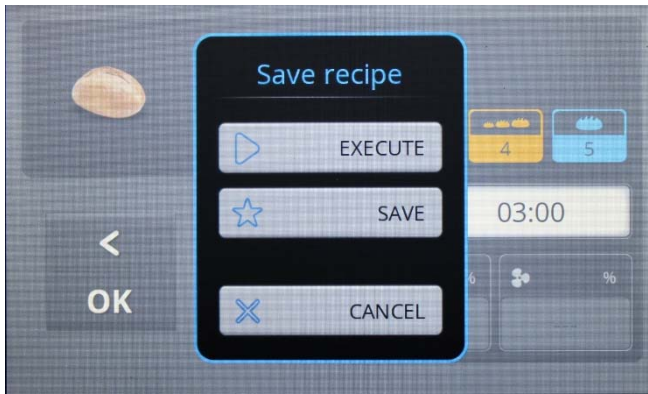 Save recipe
EXECUTE
4
5
SAVE
03:00
<
OK
%
%
CANCEL
---